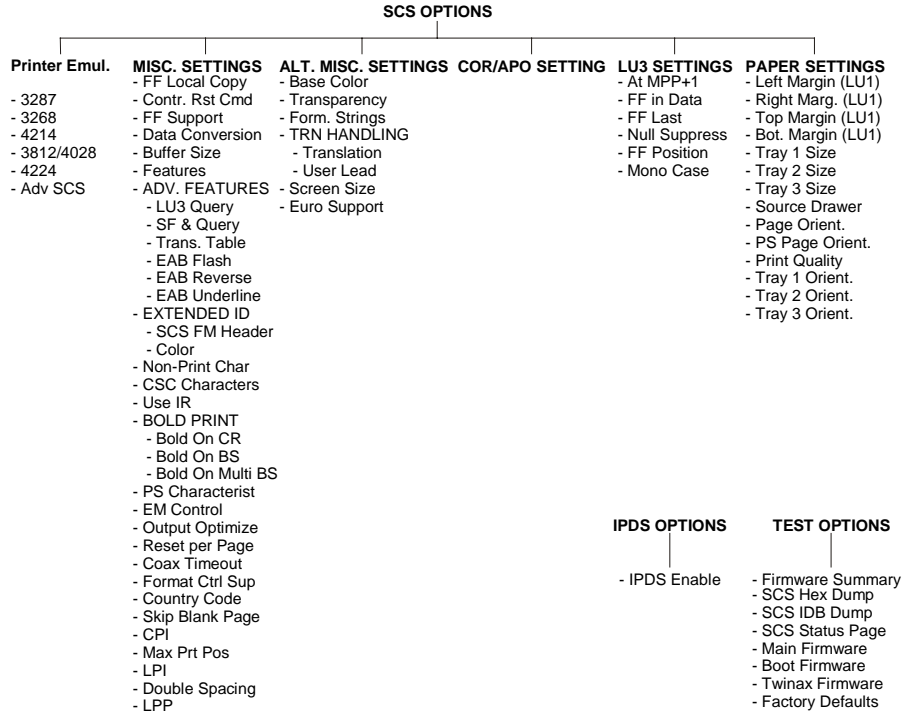 SCS OPTIONS
Printer Emul.
- 3287
- 3268
- 4214
- 3812/4028
- 4224
- Adv SCS
MISC. SETTINGS
- FF Local Copy
- Contr. Rst Cmd
- FF Support
- Data Conversion
- Buffer Size
- Features
- ADV. FEATURES
- LU3 Query
- SF & Query
- Trans. Table
- EAB Flash
- EAB Reverse
- EAB Underline
- EXTENDED ID
- SCS FM Header
- Color
- Non-Print Char
- CSC Characters
- Use IR
- BOLD PRINT
- Bold On CR
- Bold On BS
- Bold On Multi BS
- PS Characterist
- EM Control
- Output Optimize
- Reset per Page
- Coax Timeout
- Format Ctrl Sup
- Country Code
- Skip Blank Page
- CPI
- Max Prt Pos
- LPI
- Double Spacing
- LPP
ALT. MISC. SETTINGS
- Base Color
- Transparency
- Form. Strings
- TRN HANDLING
- Translation
- User Lead
- Screen Size
- Euro Support
COR/APO SETTING
LU3 SETTINGS
- At MPP+1
- FF in Data
- FF Last
- Null Suppress
- FF Position
- Mono Case
PAPER SETTINGS
- Left Margin (LU1)
- Right Marg. (LU1)
- Top Margin (LU1)
- Bot. Margin (LU1)
- Tray 1 Size
- Tray 2 Size
- Tray 3 Size
- Source Drawer
- Page Orient.
- PS Page Orient.
- Print Quality
- Tray 1 Orient.
- Tray 2 Orient.
- Tray 3 Orient.
IPDS OPTIONS
- IPDS Enable
TEST OPTIONS
- Firmware Summary
- SCS Hex Dump
- SCS IDB Dump
- SCS Status Page
- Main Firmware
- Boot Firmware
- Twinax Firmware
- Factory Defaults